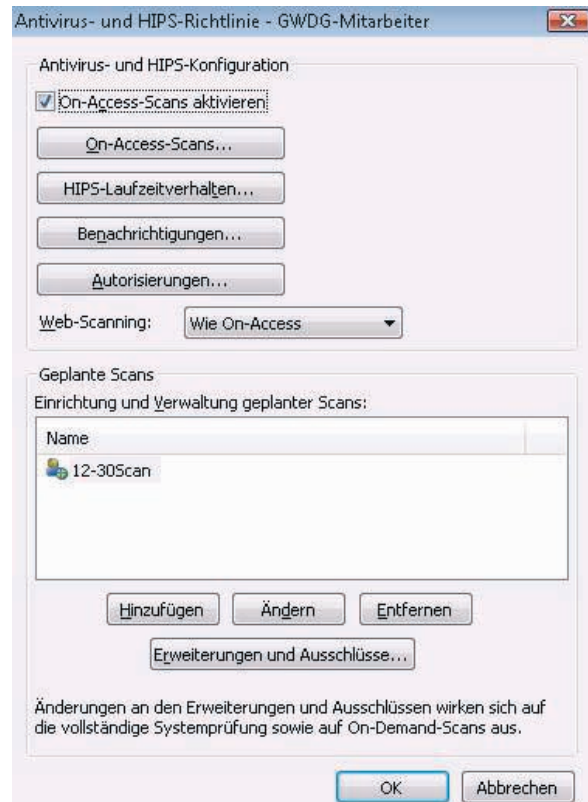 Antivirus- und HIPS-Richtlinie - GWDG-Mitarbeiter
Antivirus- und HIPS-Konfiguration
On-Access-Scans aktivieren
On-Access-Scans...
HIPS-Laufzeitverhalten...
Benachrichtigungen...
Autorisierungen...
Web-Scanning: Wie On-Access
Geplante Scans
Einrichtung und Verwaltung geplanter Scans:
Name
12-30Scan
Hinzufügen Ändern Entfernen
Erweiterungen und Ausschlüsse...
Änderungen an den Erweiterungen und Ausschlüssen wirken sich auf
die vollständige Systemprüfung sowie auf On-Demand-Scans aus.
OK Abbrechen